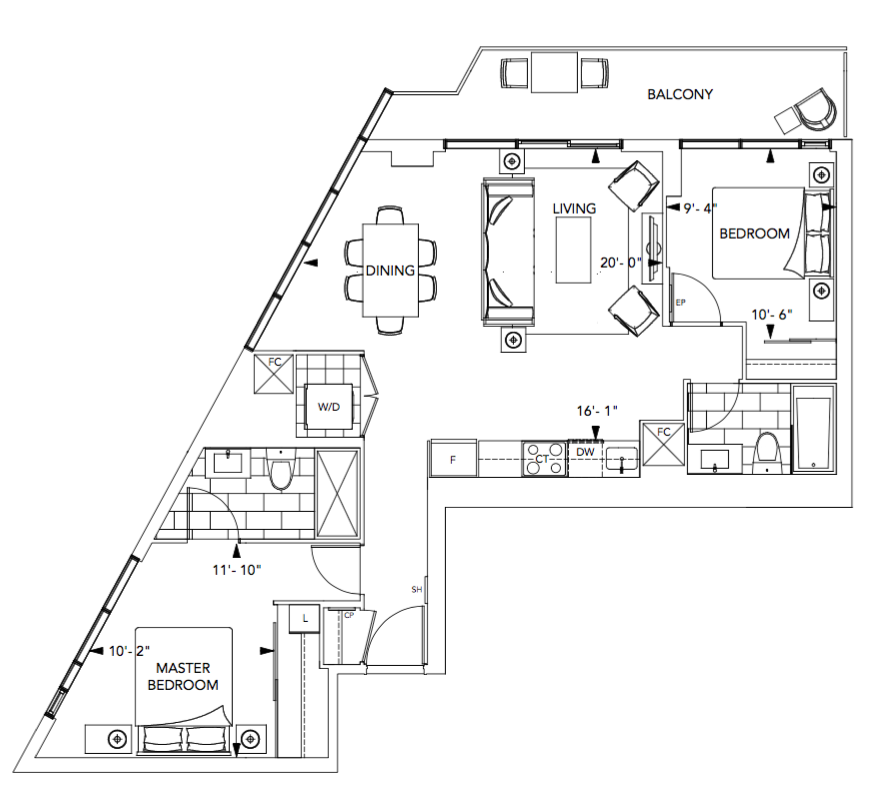 BALCONY
LIVING
9'- 4"
BEDROOM
DINING
20'- 0"
EP
10'- 6"
FC
W/D
16'- 1"
FC
F
CT
DW
11'- 10"
SH
L
CP
10'- 2"
MASTER
BEDROOM